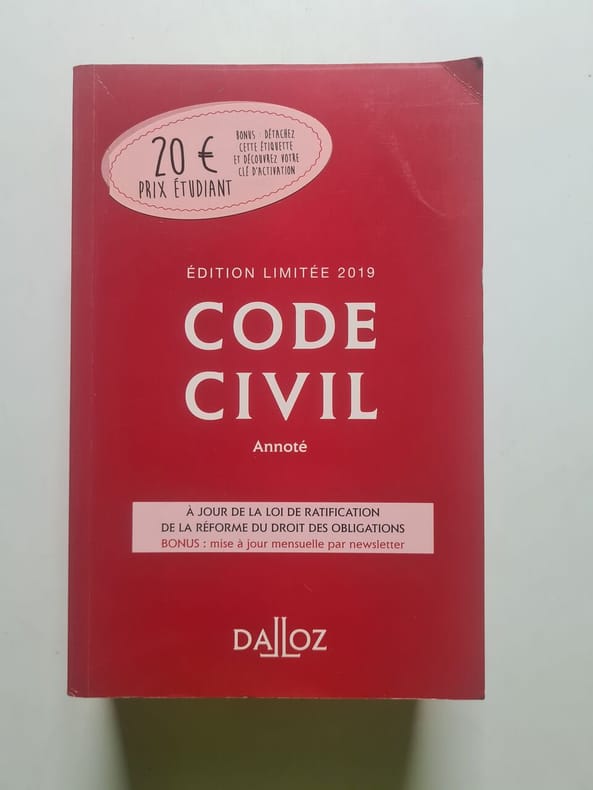 20 €
PRIX ÉTUDIANT
BONUS : DÉTACHEZ
CETTE ÉTIQUETTE
ET DÉCOUVREZ VOTRE
CLÉ D'ACTIVATION
ÉDITION LIMITÉE 2019
CODE
CIVIL
Annoté
À JOUR DE LA LOI DE RATIFICATION
DE LA RÉFORME DU DROIT DES OBLIGATIONS
BONUS : mise à jour mensuelle par newsletter
DALLOZ